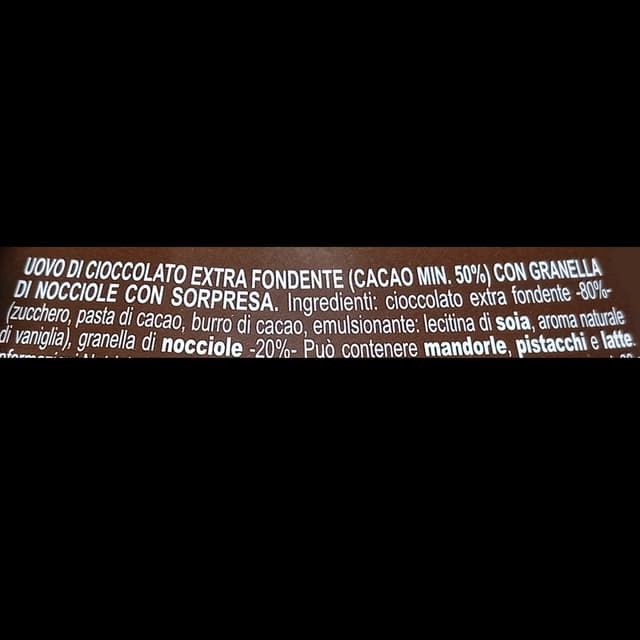 UOVO DI CIOCCOLATO EXTRA FONDENTE (CACAO MIN. 50%) CON GRANELLA
DI NOCCIOLE CON SORPRESA. Ingredienti: cioccolato extra fondente -80%-
(zucchero, pasta di cacao, burro di cacao, emulsionante: lecitina di soia, aroma naturale
di vaniglia), granella di nocciole -20%- Può contenere mandorle, pistacchi e latte.